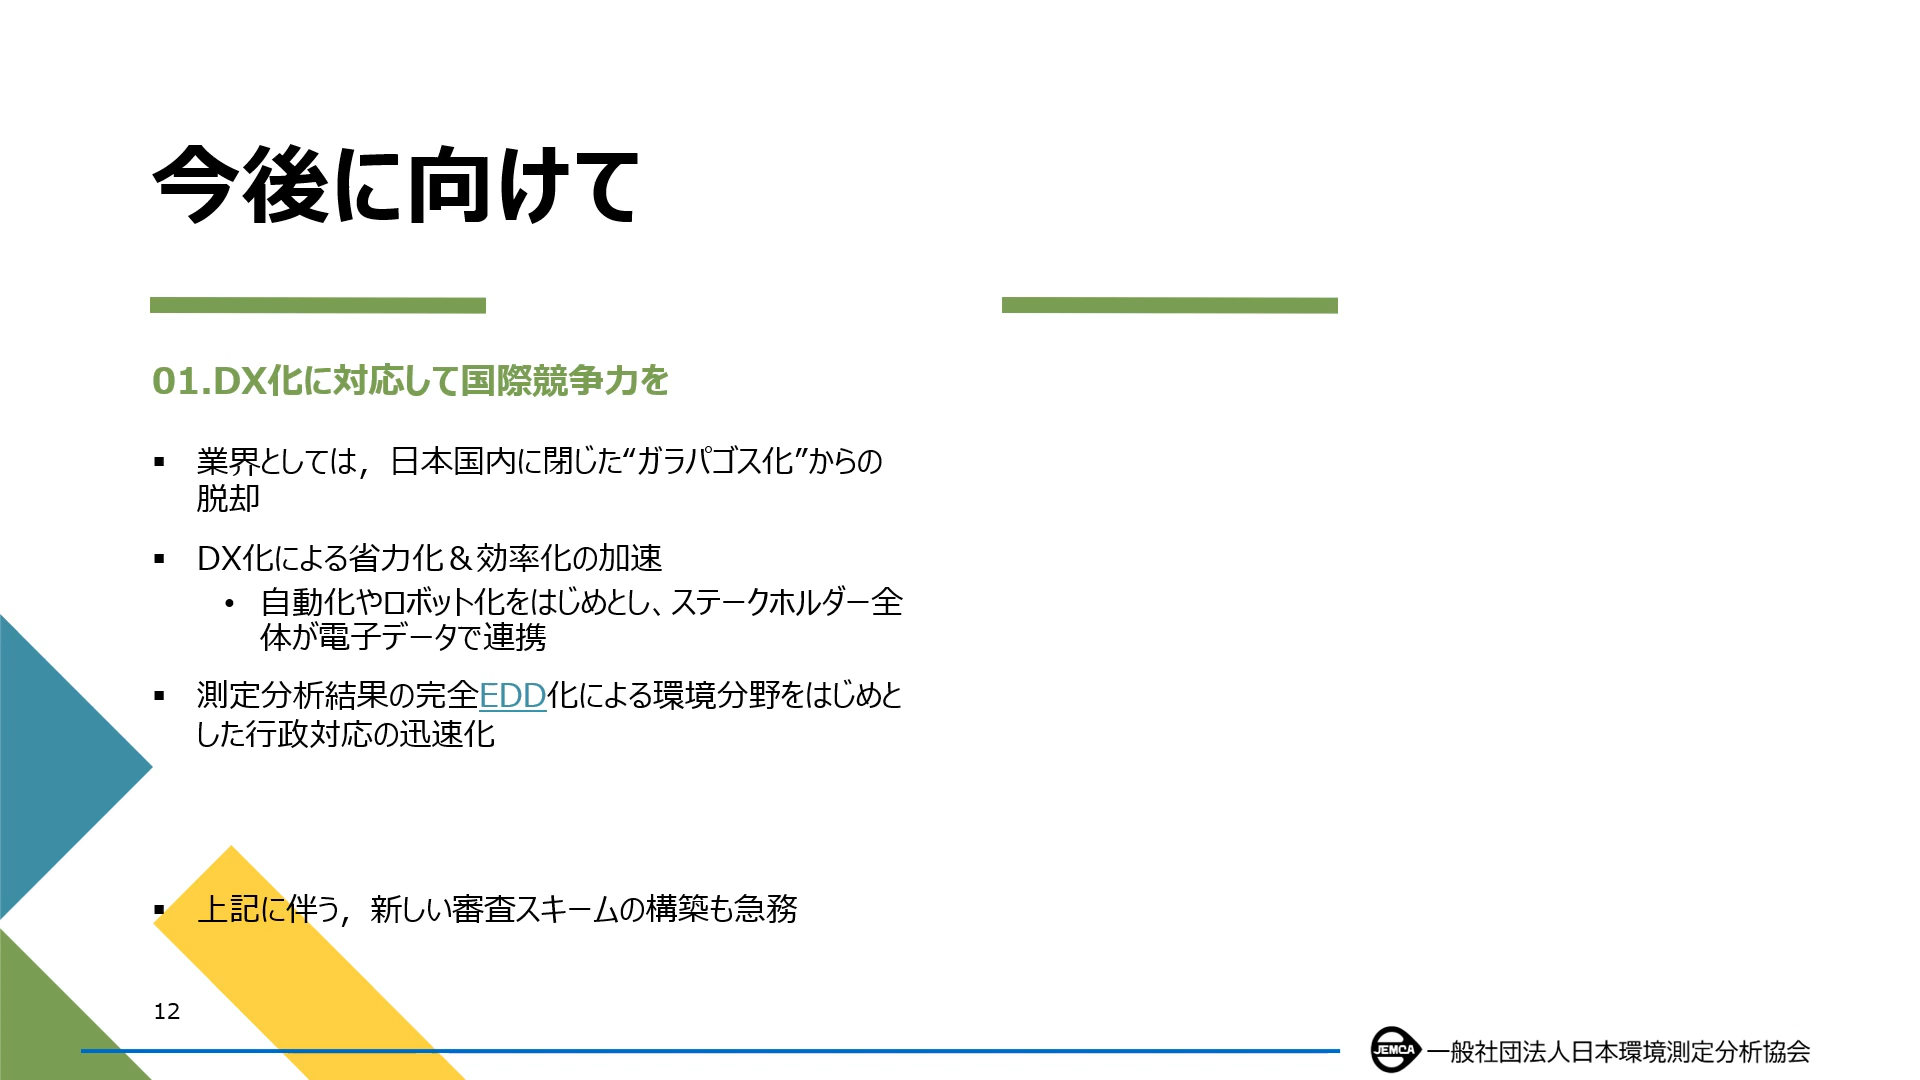 今後に向けて
01.DX化に対応して国際競争力を
▪ 業界としては，日本国内に閉じた“ガラパゴス化”からの
脱却
▪ DX化による省力化＆効率化の加速
• 自動化やロボット化をはじめとし、ステークホルダー全
体が電子データで連携
▪ 測定分析結果の完全EDD化による環境分野をはじめと
した行政対応の迅速化
▪ 上記に伴う，新しい審査スキームの構築も急務
12
JEMCA 一般社団法人日本環境測定分析協会